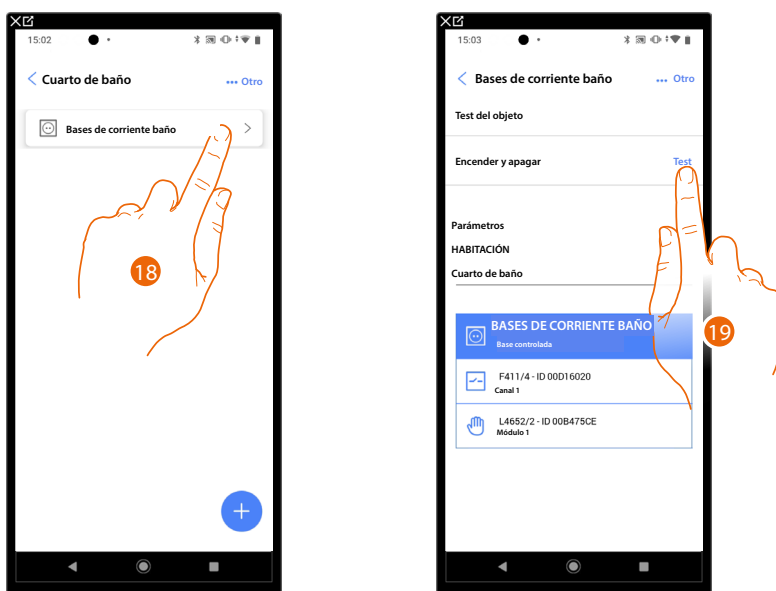 15:02
Cuarto de baño
••• Otro
Bases de corriente baño
18
15:03
Bases de corriente baño
••• Otro
Test del objeto
Encender y apagar
Test
Parámetros
HABITACIÓN
Cuarto de baño
BASES DE CORRIENTE BAÑO
Base controlada
F411/4 - ID 00D16020
Canal 1
L4652/2 - ID 00B475CE
Módulo 1
19